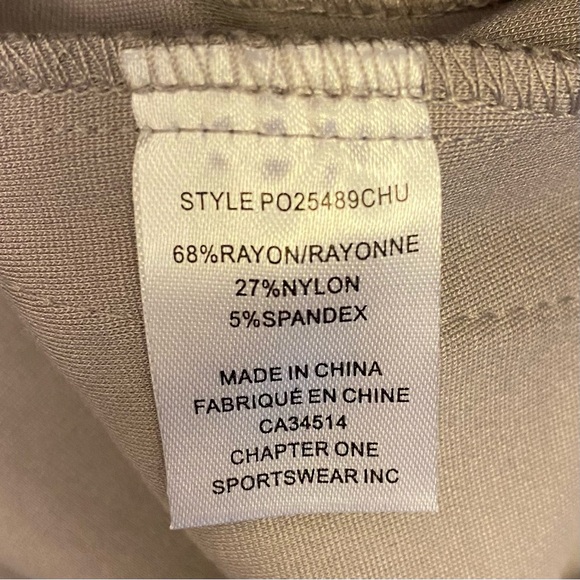 STYLE PO25489CHU
68%RAYON/RAYONNE
27%NYLON
5%SPANDEX
MADE IN CHINA
FABRIQUÉ EN CHINE
CA34514
CHAPTER ONE
SPORTSWEAR INC